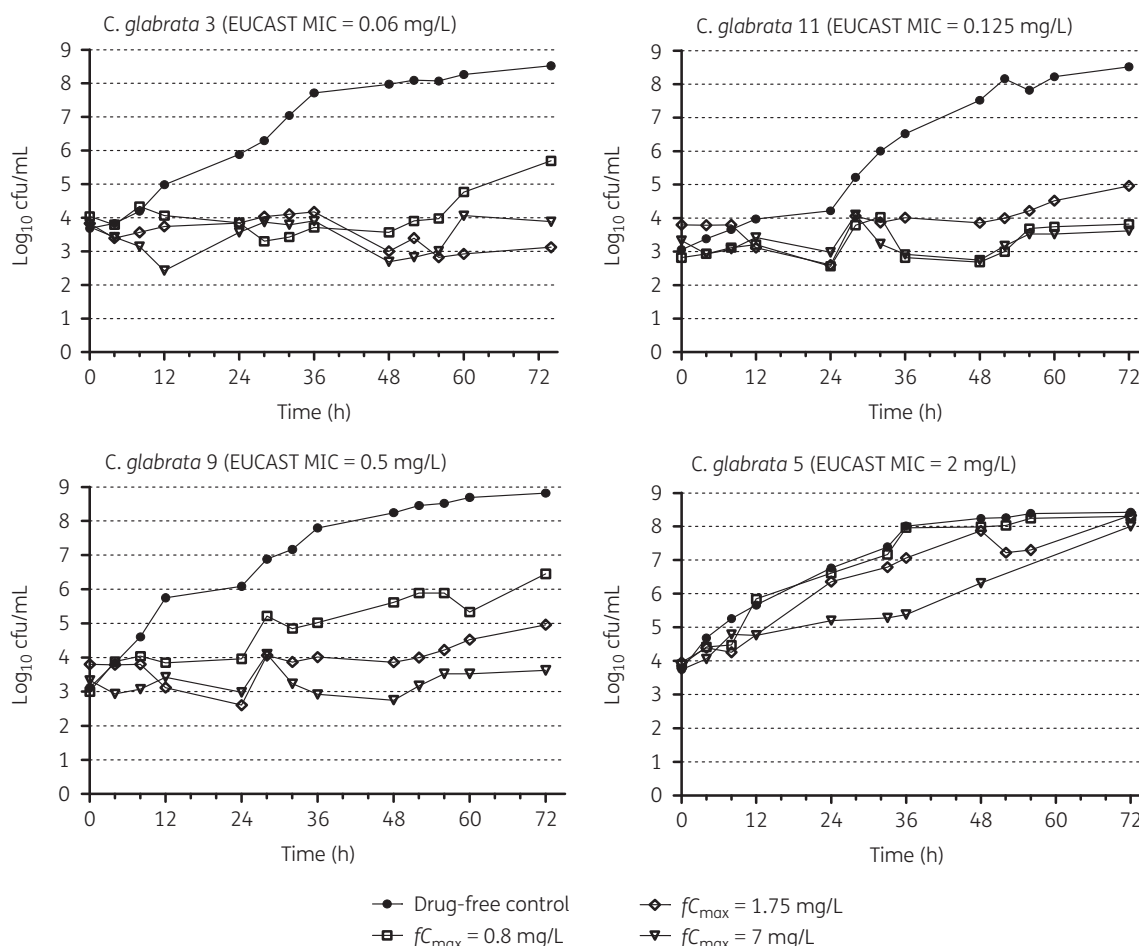 C. glabrata 3 (EUCAST MIC = 0.06 mg/L)
9
8
7
6
5
4
3
2
1
0
Log10 cfu/mL
0 12 24 36 48 60 72
Time (h)
C. glabrata 11 (EUCAST MIC = 0.125 mg/L)
9
8
7
6
5
4
3
2
1
0
Log10 cfu/mL
0 12 24 36 48 60 72
Time (h)
C. glabrata 9 (EUCAST MIC = 0.5 mg/L)
9
8
7
6
5
4
3
2
1
0
Log10 cfu/mL
0 12 24 36 48 60 72
Time (h)
C. glabrata 5 (EUCAST MIC = 2 mg/L)
9
8
7
6
5
4
3
2
1
0
Log10 cfu/mL
0 12 24 36 48 60 72
Time (h)
Drug-free control
fCmax = 0.8 mg/L
fCmax = 1.75 mg/L
fCmax = 7 mg/L